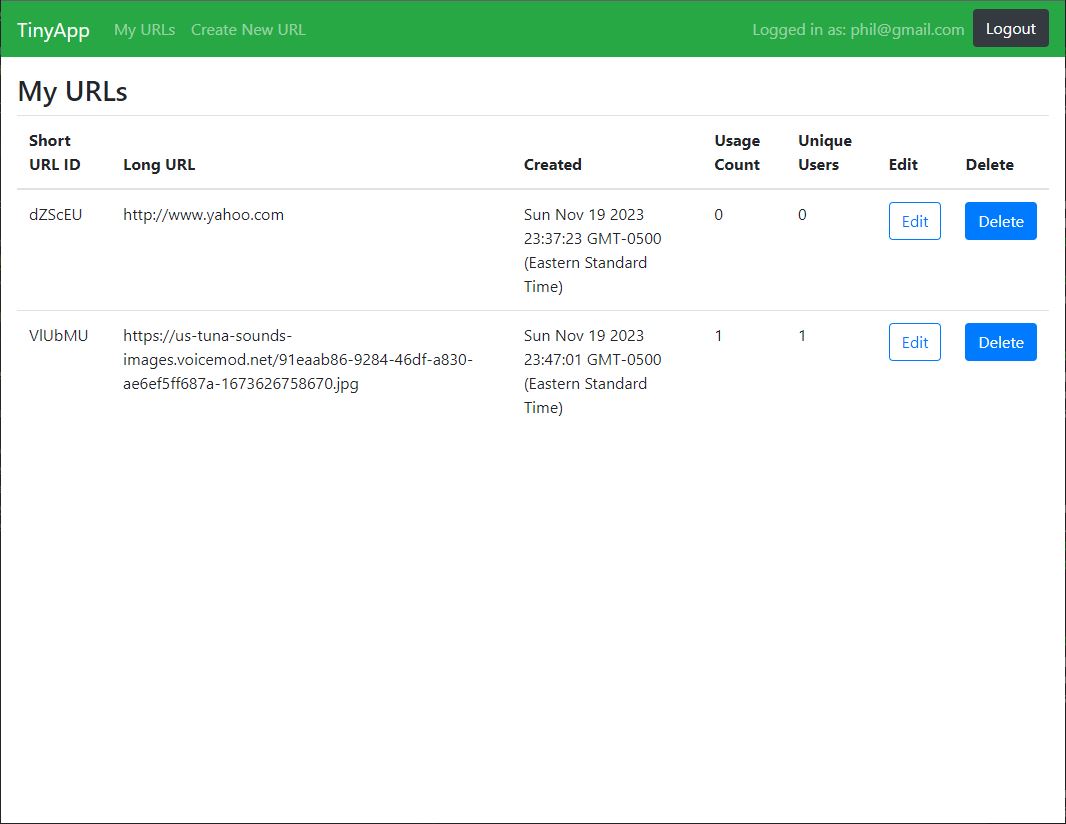 TinyApp My URLs Create New URL Logged in as: phil@gmail.com Logout
My URLs
Short URL ID Long URL Created Usage Count Unique Users Edit Delete
dZScEU http://www.yahoo.com Sun Nov 19 2023 0 0 Edit Delete
23:37:23 GMT-0500
(Eastern Standard
Time)
VlUbMU https://us-tuna-sounds- Sun Nov 19 2023 1 1 Edit Delete
images.voicemod.net/91eaab86-9284-46df-a830- 23:47:01 GMT-0500
ae6ef5ff687a-1673626758670.jpg (Eastern Standard
Time)